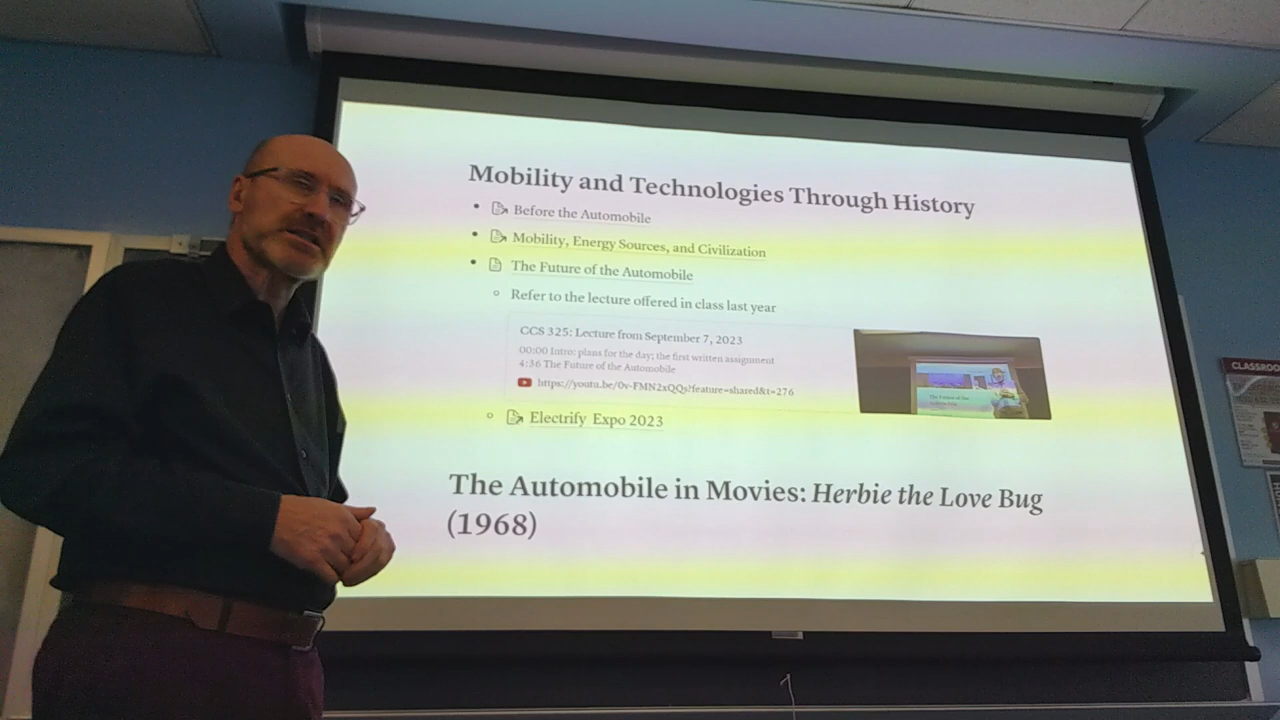 Mobility and Technologies Through History
Before the Automobile
Mobility, Energy Sources, and Civilization
The Future of the Automobile
Refer to the lecture offered in class last year
CCS 325: Lecture from September 7, 2023
00:00 Intro: plans for the day; the first written assignment
4:36 The Future of the Automobile
https://youtu.be/0v-FMN2xQQs?feature=shared&t=276
Electrify Expo 2023
The Automobile in Movies: Herbie the Love Bug
(1968)
CLASSROO